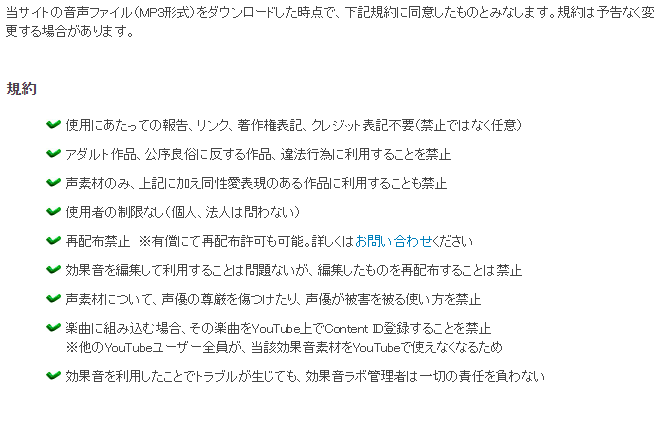 当サイトの音声ファイル（MP3形式）をダウンロードした時点で、下記規約に同意したものとみなします。規約は予告なく変
更する場合があります。
規約
使用にあたっての報告、リンク、著作権表記、クレジット表記不要（禁止ではなく任意）
アダルト作品、公序良俗に反する作品、違法行為に利用することを禁止
声素材のみ、上記に加え同性愛表現のある作品に利用することも禁止
使用者の制限なし（個人、法人は問わない）
再配布禁止　※有償にて再配布許可も可能。詳しくはお問い合わせください
効果音を編集して利用することは問題ないが、編集したものを再配布することは禁止
声素材について、声優の尊厳を傷つけたり、声優が被害を被る使い方を禁止
楽曲に組み込む場合、その楽曲をYouTube上でContent ID登録することを禁止
※他のYouTubeユーザー全員が、当該効果音素材をYouTubeで使えなくなるため
効果音を利用したことでトラブルが生じても、効果音ラボ管理者は一切の責任を負わない